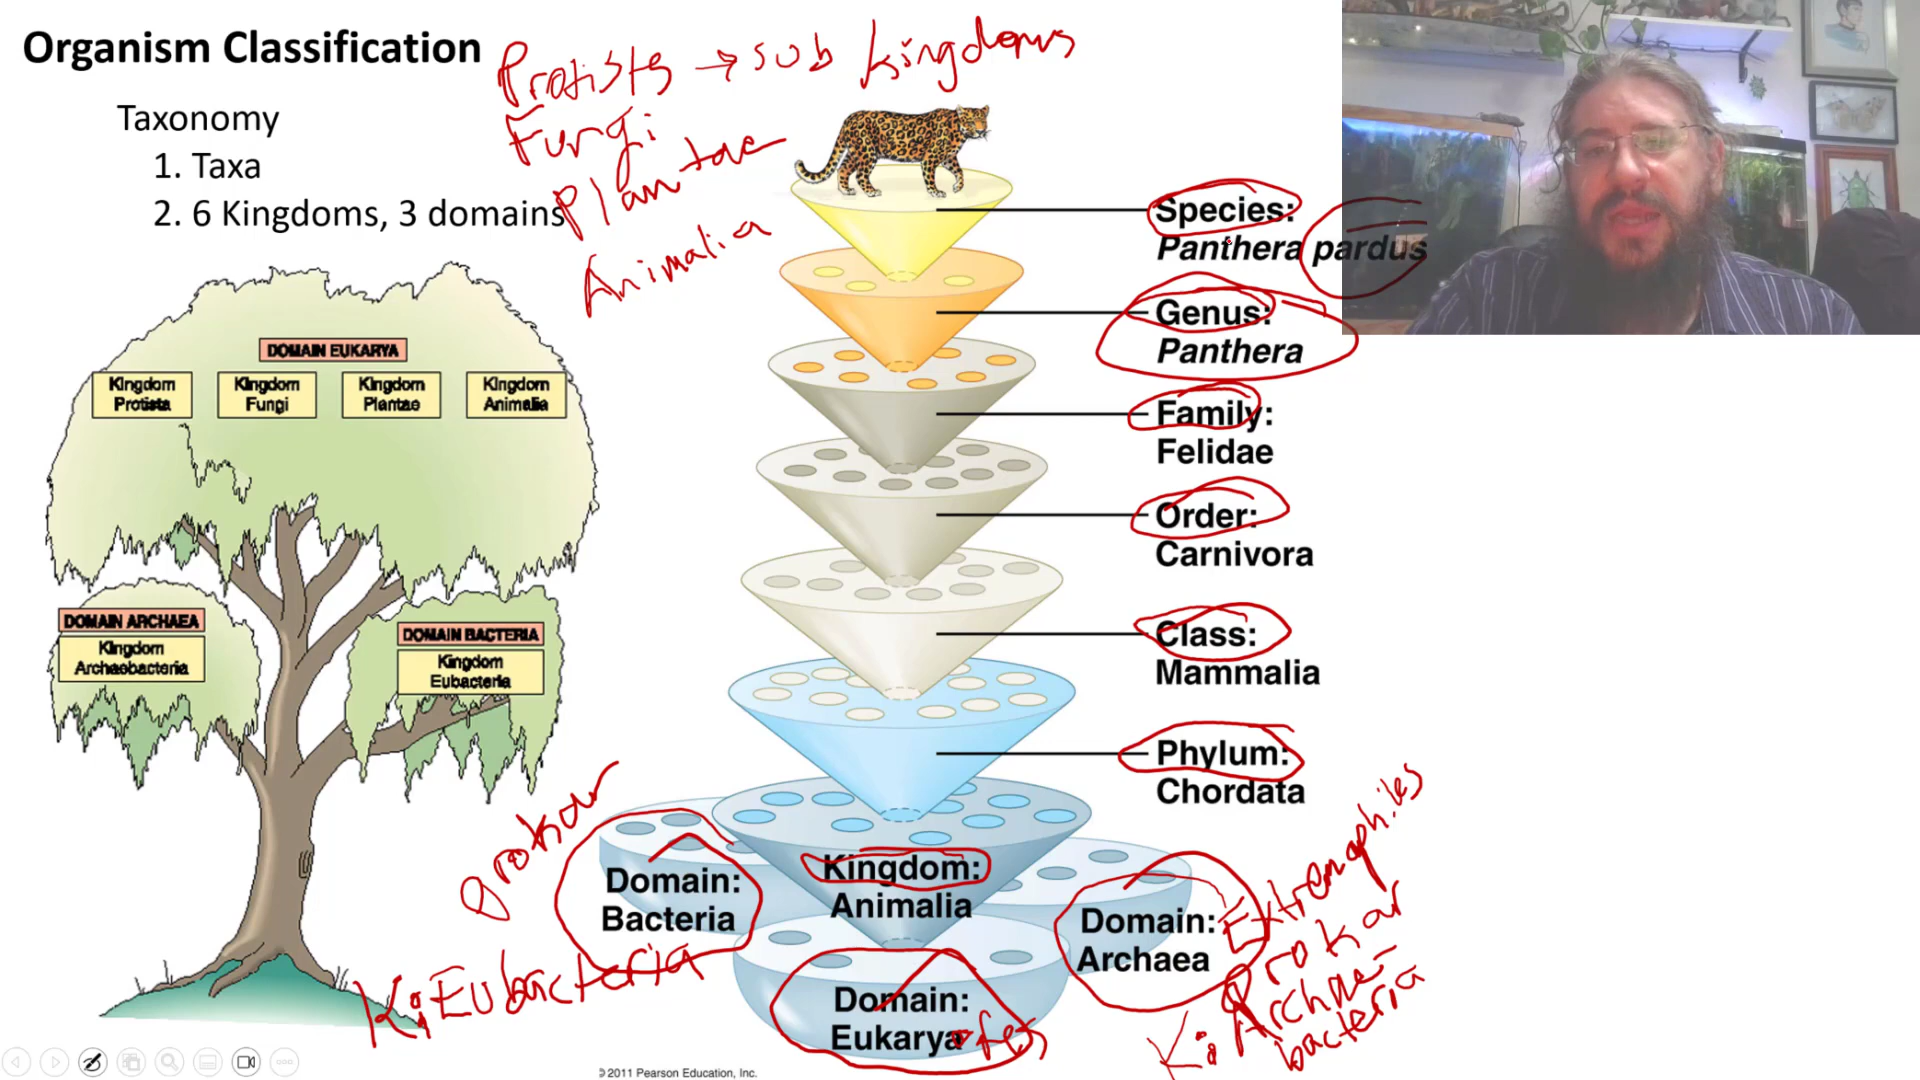 Organism Classification
Taxonomy
1. Taxa
2. 6 Kingdoms, 3 domains
Protists → sub kingdoms
Fungi
Plantae
Animalia
DOMAIN EUKARYA
Kingdom
Protista
Kingdom
Fungi
Kingdom
Plantae
Kingdom
Animalia
DOMAIN ARCHAEA
Kingdom
Archaebacteria
DOMAIN BACTERIA
Kingdom
Eubacteria
Species:
Panthera pardus
Genus:
Panthera
Family:
Felidae
Order:
Carnivora
Class:
Mammalia
Phylum:
Chordata
Kingdom:
Animalia
Domain:
Bacteria
prokar
K: Eubacteria
Domain:
Archaea
Extremophiles
Prokar
K: Archae-
bacteria
Domain:
Eukarya
© 2011 Pearson Education, Inc.